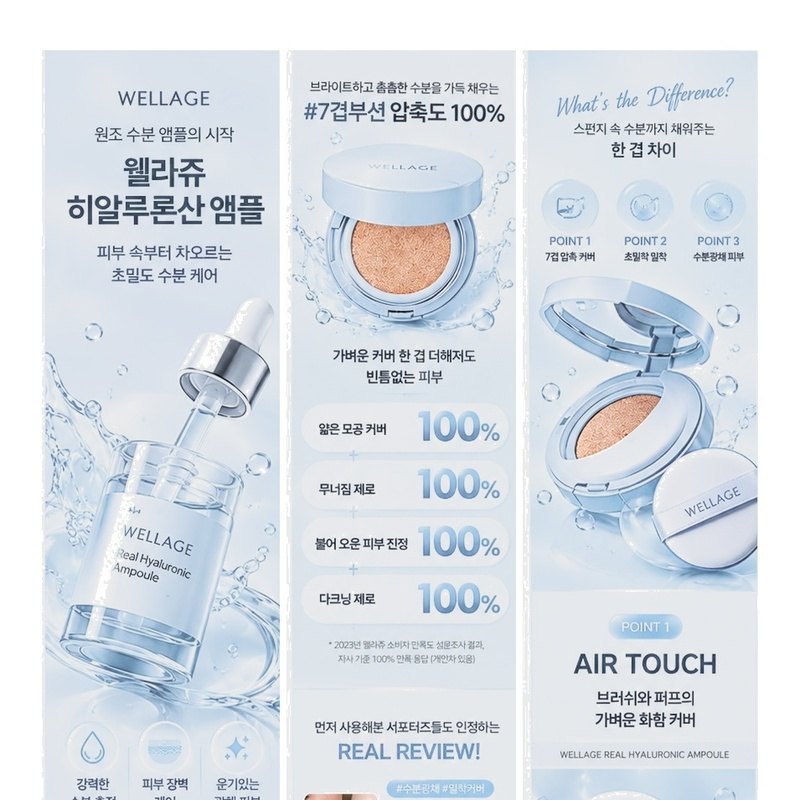 WELLAGE
원조 수분 앰플의 시작
웰라쥬
히알루론산 앰플
피부 속부터 차오르는
초밀도 수분 케어
WELLAGE
Real Hyaluronic
Ampoule
강력한
피부 장벽
윤기있는
브라이트하고 촘촘한 수분을 가득 채우는
#7겹부션 압축도 100%
WELLAGE
가벼운 커버 한 겹 더해져도
빈틈없는 피부
얇은 모공 커버 100%
+
무너짐 제로 100%
+
붙어 오운 피부 진정 100%
+
다크닝 제로 100%
* 2023년 웰라쥬 소비자 만족도 설문조사 결과,
자사 기준 100% 만족 응답 (개인차 있음)
먼저 사용해본 서포터즈들도 인정하는
REAL REVIEW!
#수분광채 #밀착커버
What's the Difference?
스펀지 속 수분까지 채워주는
한 겹 차이
POINT 1
7겹 압축 커버
POINT 2
초밀착 밀착
POINT 3
수분광채 피부
WELLAGE
POINT 1
AIR TOUCH
브러쉬와 퍼프의
가벼운 화함 커버
WELLAGE REAL HYALURONIC AMPOULE